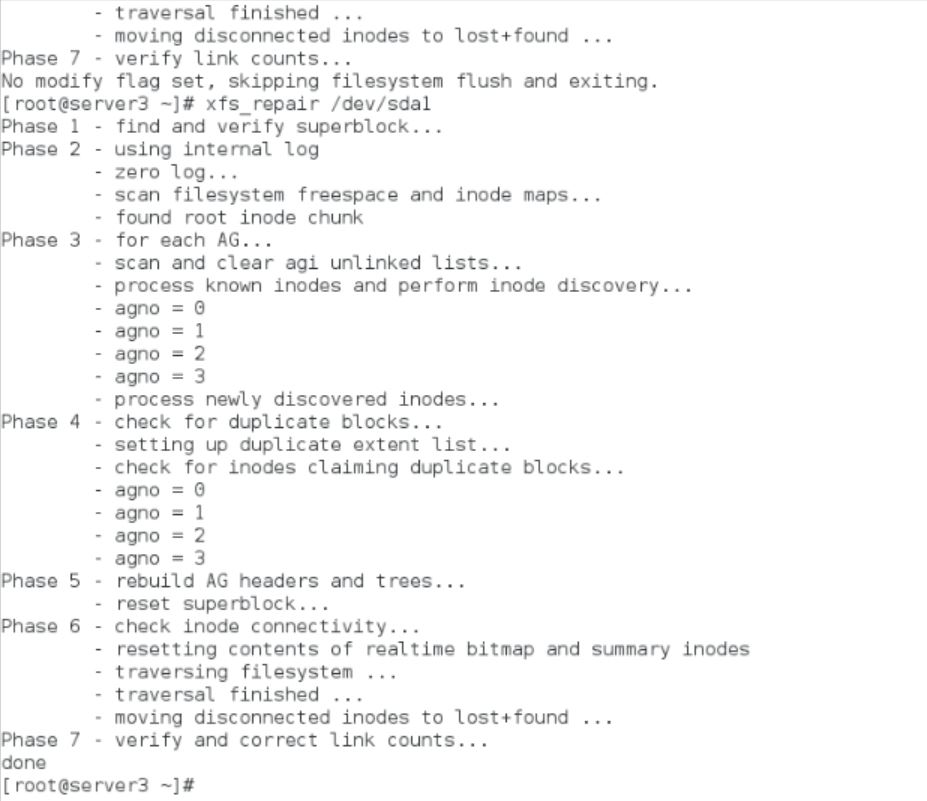 - traversal finished ...
- moving disconnected inodes to lost+found ...
Phase 7 - verify link counts...
No modify flag set, skipping filesystem flush and exiting.
[root@server3 ~]# xfs_repair /dev/sda1
Phase 1 - find and verify superblock...
Phase 2 - using internal log
- zero log...
- scan filesystem freespace and inode maps...
- found root inode chunk
Phase 3 - for each AG...
- scan and clear agi unlinked lists...
- process known inodes and perform inode discovery...
- agno = 0
- agno = 1
- agno = 2
- agno = 3
- process newly discovered inodes...
Phase 4 - check for duplicate blocks...
- setting up duplicate extent list...
- check for inodes claiming duplicate blocks...
- agno = 0
- agno = 1
- agno = 2
- agno = 3
Phase 5 - rebuild AG headers and trees...
- reset superblock...
Phase 6 - check inode connectivity...
- resetting contents of realtime bitmap and summary inodes
- traversing filesystem ...
- traversal finished ...
- moving disconnected inodes to lost+found ...
Phase 7 - verify and correct link counts...
done
[root@server3 ~]#